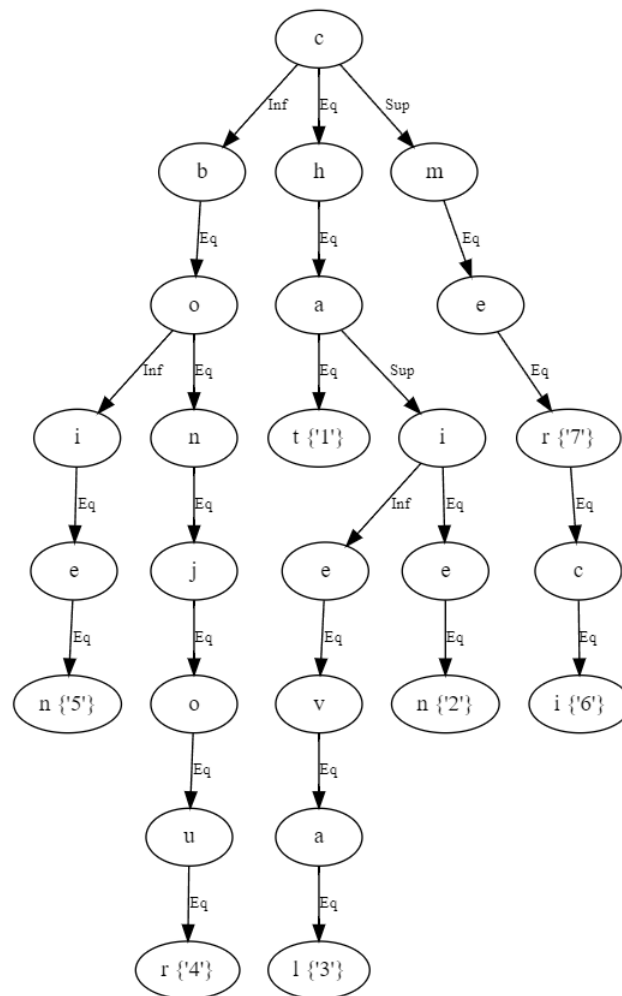 c
Inf Eq Sup
b h m
Eq Eq Eq
o a e
Inf Eq Eq Sup Eq
i n t {'1'} i r {'7'}
Eq Eq Inf Eq Eq
e j e e c
Eq Eq Eq Eq Eq
n {'5'} o v n {'2'} i {'6'}
Eq Eq
u a
Eq Eq
r {'4'} l {'3'}